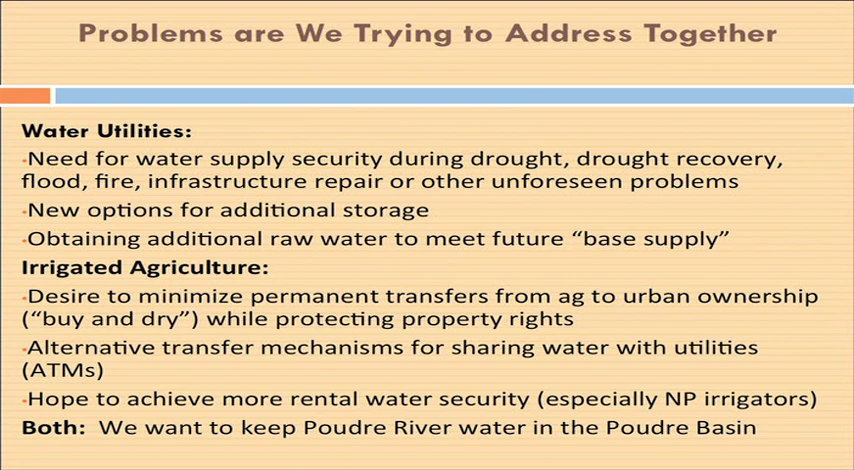 Problems are We Trying to Address Together
Water Utilities:
•Need for water supply security during drought, drought recovery,
flood, fire, infrastructure repair or other unforeseen problems
•New options for additional storage
•Obtaining additional raw water to meet future “base supply”
Irrigated Agriculture:
•Desire to minimize permanent transfers from ag to urban ownership
(“buy and dry”) while protecting property rights
•Alternative transfer mechanisms for sharing water with utilities
(ATMs)
•Hope to achieve more rental water security (especially NP irrigators)
Both: We want to keep Poudre River water in the Poudre Basin